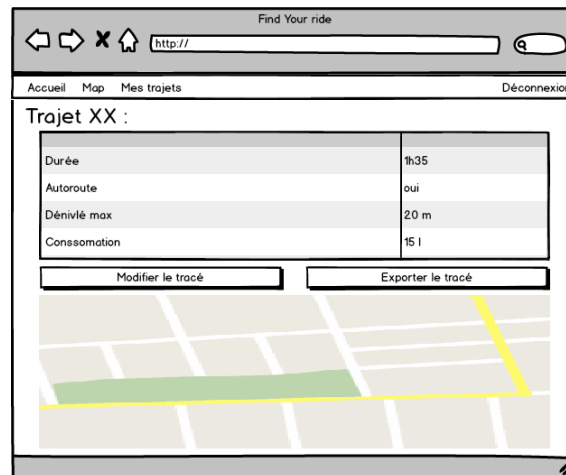 Find Your ride
http://
Accueil Map Mes trajets Déconnexion
Trajet XX :
Durée 1h35
Autoroute oui
Dénivlé max 20 m
Conssomation 15 l
Modifier le tracé Exporter le tracé